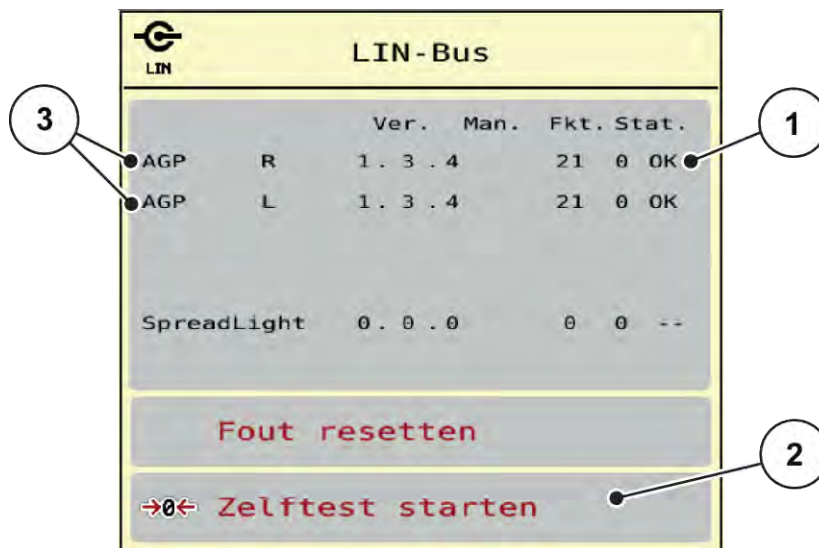 LIN
LIN-Bus
Ver. Man. Fkt. Stat.
3
1
AGP R 1.3.4 21 0 OK
AGP L 1.3.4 21 0 OK
SpreadLight 0.0.0 0 0 --
Fout resetten
2
→0← Zelftest starten